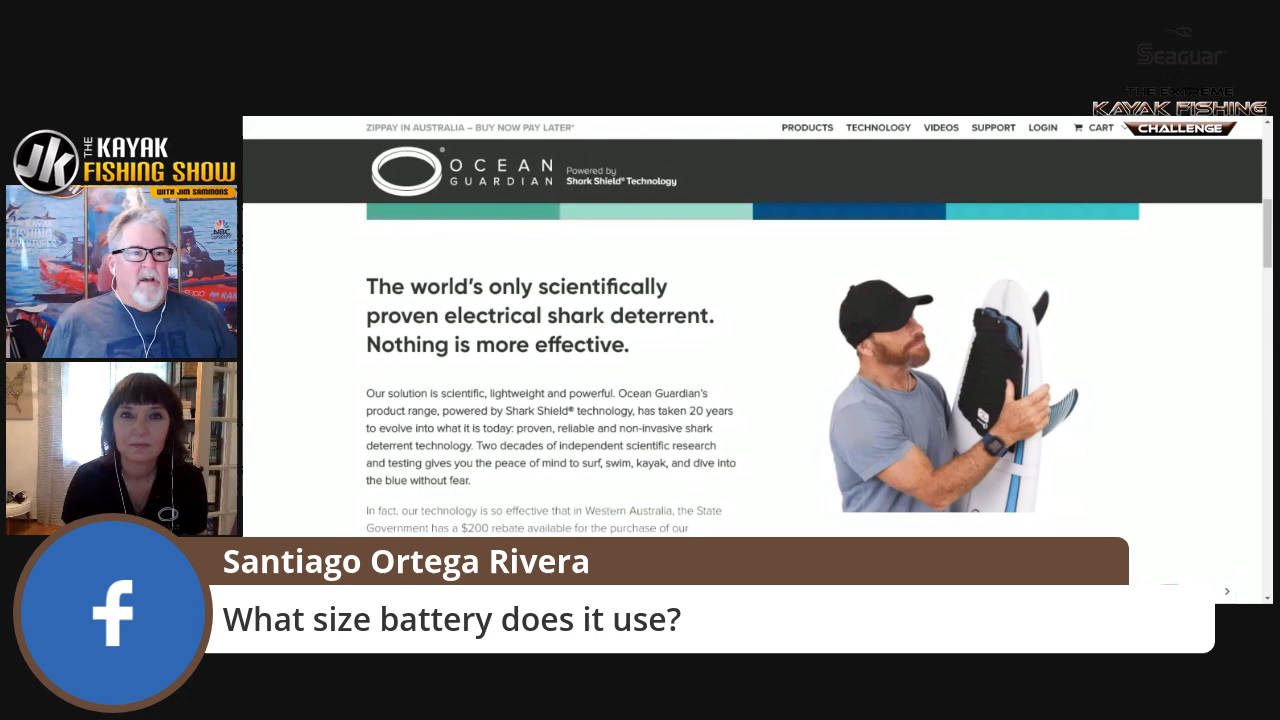 Seaguar
THE EXTREME
KAYAK FISHING
CHALLENGE
JK
THE
KAYAK
FISHING SHOW
WITH JIM SAMMONS
NBC
ZIPPAY IN AUSTRALIA – BUY NOW PAY LATER*
PRODUCTS TECHNOLOGY VIDEOS SUPPORT LOGIN CART
OCEAN
GUARDIAN
Powered by
Shark Shield® Technology
The world's only scientifically
proven electrical shark deterrent.
Nothing is more effective.
Our solution is scientific, lightweight and powerful. Ocean Guardian's
product range, powered by Shark Shield® technology, has taken 20 years
to evolve into what it is today: proven, reliable and non-invasive shark
deterrent technology. Two decades of independent scientific research
and testing gives you the peace of mind to surf, swim, kayak, and dive into
the blue without fear.
In fact, our technology is so effective that in Western Australia, the State
Government has a $200 rebate available for the purchase of our
f
Santiago Ortega Rivera
What size battery does it use?